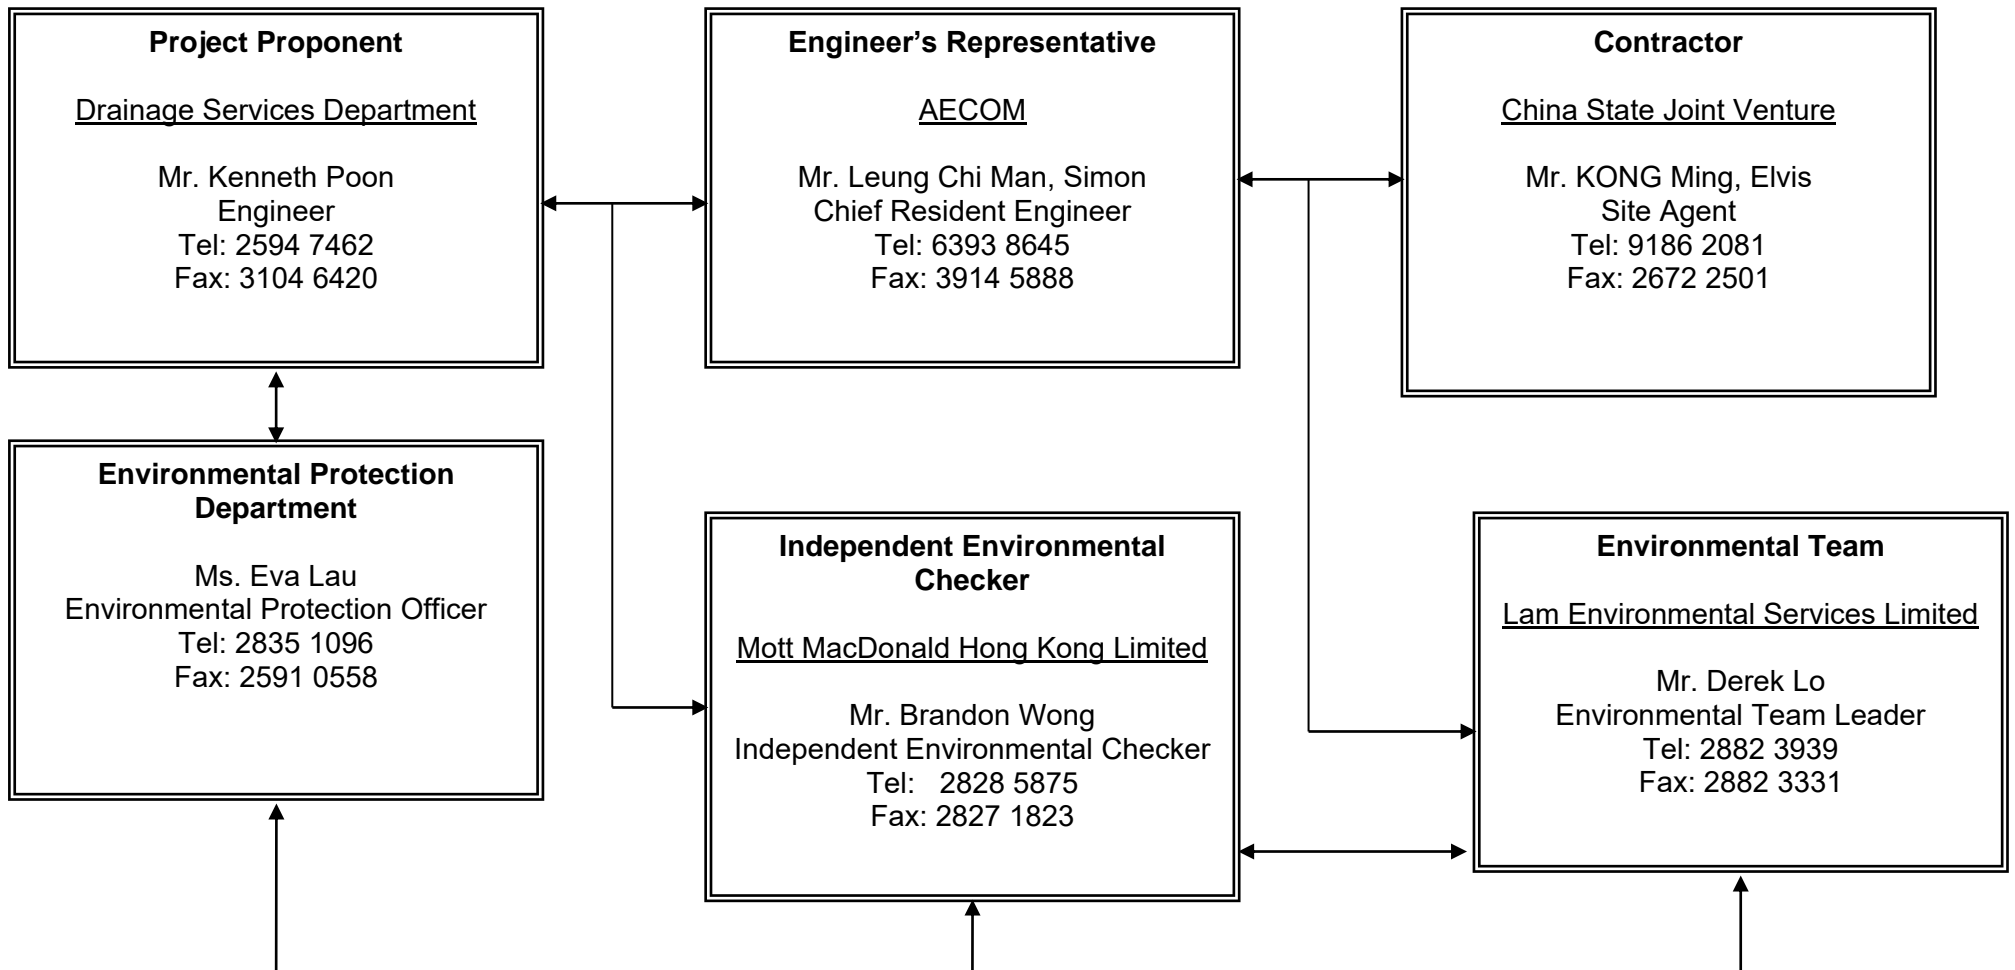 Project Proponent
Drainage Services Department
Mr. Kenneth Poon
Engineer
Tel: 2594 7462
Fax: 3104 6420
Engineer’s Representative
AECOM
Mr. Leung Chi Man, Simon
Chief Resident Engineer
Tel: 6393 8645
Fax: 3914 5888
Contractor
China State Joint Venture
Mr. KONG Ming, Elvis
Site Agent
Tel: 9186 2081
Fax: 2672 2501
Environmental Protection
Department
Ms. Eva Lau
Environmental Protection Officer
Tel: 2835 1096
Fax: 2591 0558
Independent Environmental
Checker
Mott MacDonald Hong Kong Limited
Mr. Brandon Wong
Independent Environmental Checker
Tel: 2828 5875
Fax: 2827 1823
Environmental Team
Lam Environmental Services Limited
Mr. Derek Lo
Environmental Team Leader
Tel: 2882 3939
Fax: 2882 3331